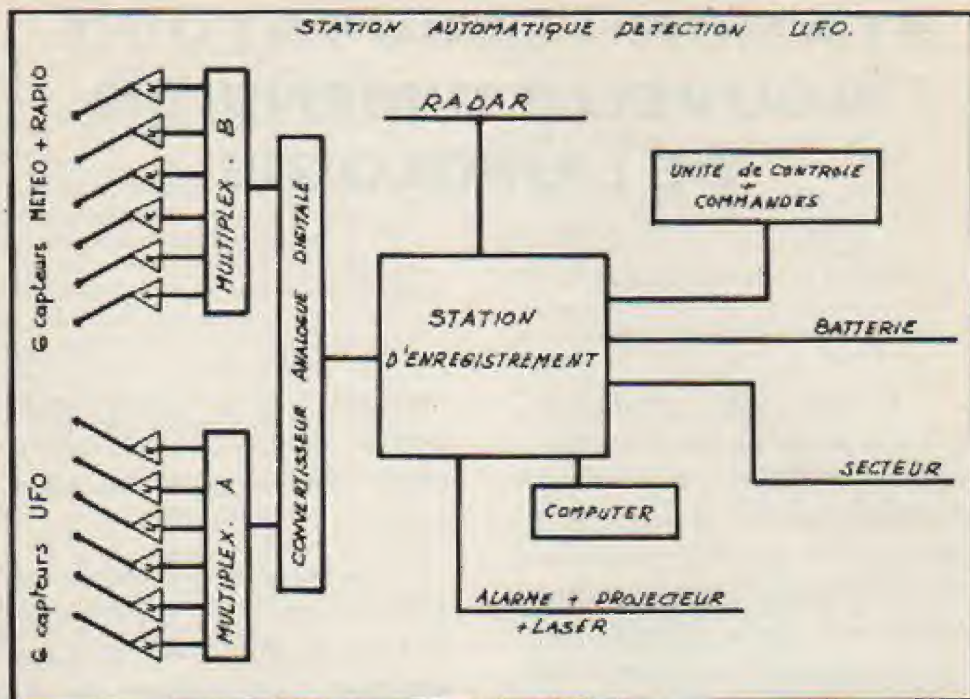 STATION AUTOMATIQUE DETECTION U.F.O.
6 capteurs METEO + RADIO
MULTIPLEX. B
CONVERTISSEUR ANALOGUE DIGITALE
RADAR
UNITE de CONTROLE
+
COMMANDES
STATION
D'ENREGISTREMENT
BATTERIE
SECTEUR
COMPUTER
ALARME + DROJECTEUR
+ LASER
6 capteurs UFO
MULTIPLEX. A